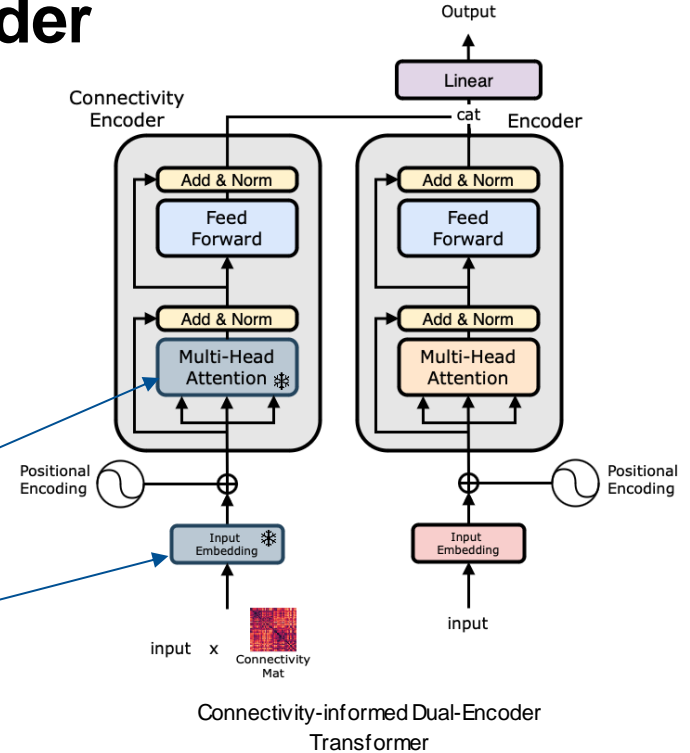 der
Output
Linear
cat
Connectivity
Encoder
Encoder
Add & Norm
Feed
Forward
Add & Norm
Multi-Head
Attention
Positional
Encoding
Input
Embedding
input x
Connectivity
Mat
Add & Norm
Feed
Forward
Add & Norm
Multi-Head
Attention
Positional
Encoding
Input
Embedding
input
Connectivity-informed Dual-Encoder
Transformer